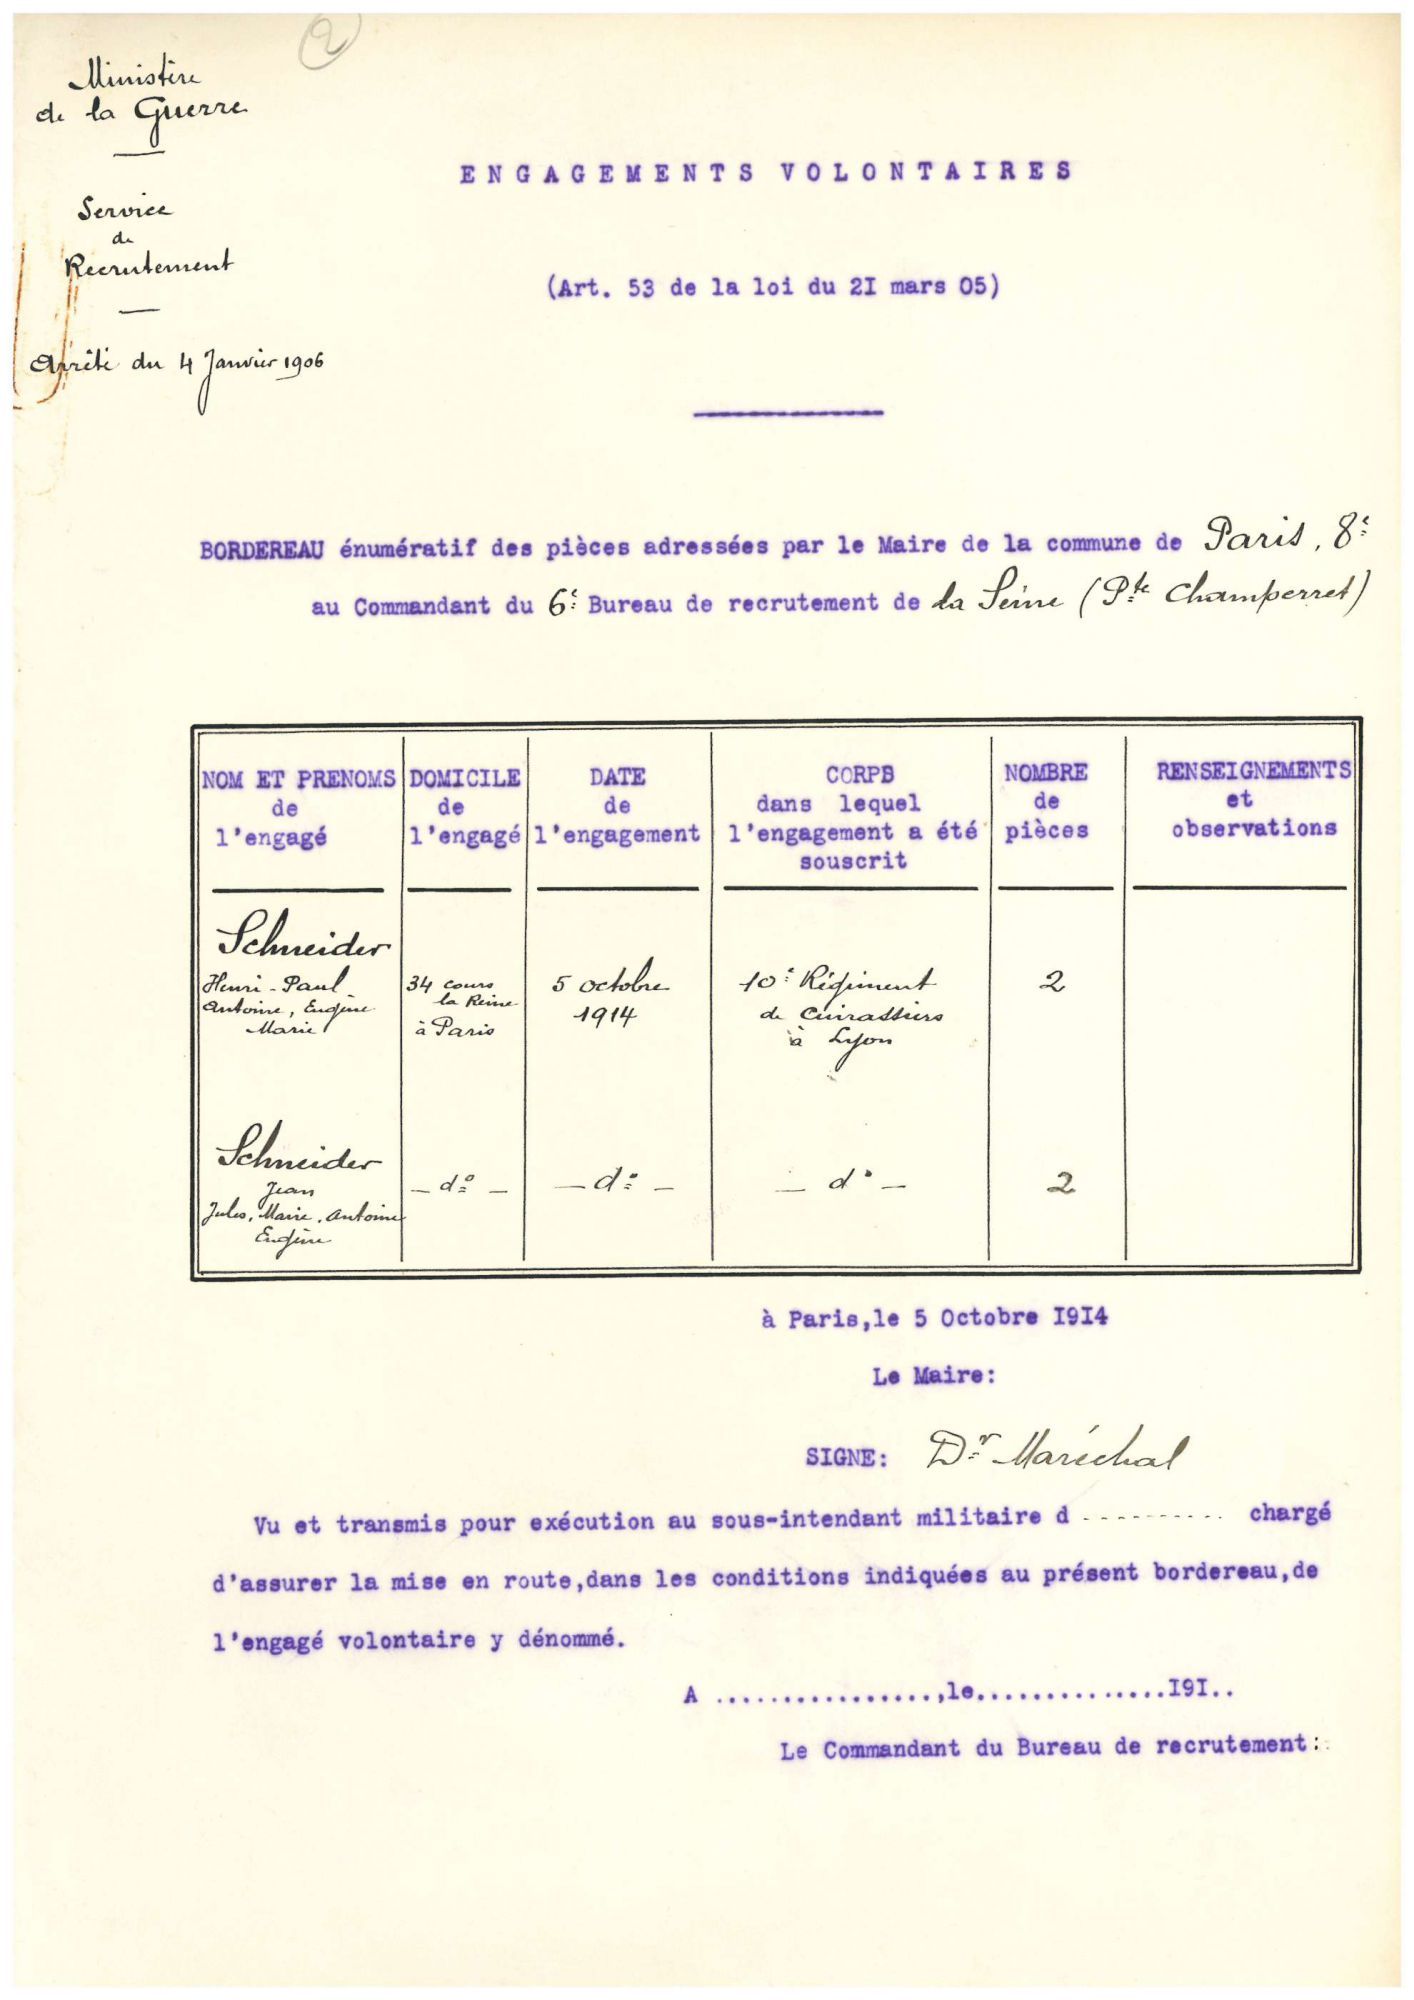 2
Ministère
de la Guerre
Service
de
Recrutement
Arrêté du 4 Janvier 1906
ENGAGEMENTS VOLONTAIRES
(Art. 53 de la loi du 2I mars 05)
BORDEREAU énumératif des pièces adressées par le Maire de la commune de Paris, 8e
au Commandant du 6e Bureau de recrutement de la Seine (Pte Champerret)
NOM ET PRENOMS
de
l'engagé
DOMICILE
de
l'engagé
DATE
de
l'engagement
CORPS
dans lequel
l'engagement a été
souscrit
NOMBRE
de
pièces
RENSEIGNEMENTS
et
observations
Schneider
Henri-Paul
Antoine, Eugène
Marie
34 cours
la Reine
à Paris
5 octobre
1914
10e Régiment
de Cuirassiers
à Lyon
2
Schneider
Jean
Jules, Marie, Antoine
Eugène
— do —
— do —
— do —
2
à Paris,le 5 Octobre I9I4
Le Maire:
SIGNE: Dr Maréchal
Vu et transmis pour exécution au sous-intendant militaire d .......... chargé
d'assurer la mise en route,dans les conditions indiquées au présent bordereau,de
l'engagé volontaire y dénommé.
A .................,le...............I9I..
Le Commandant du Bureau de recrutement: